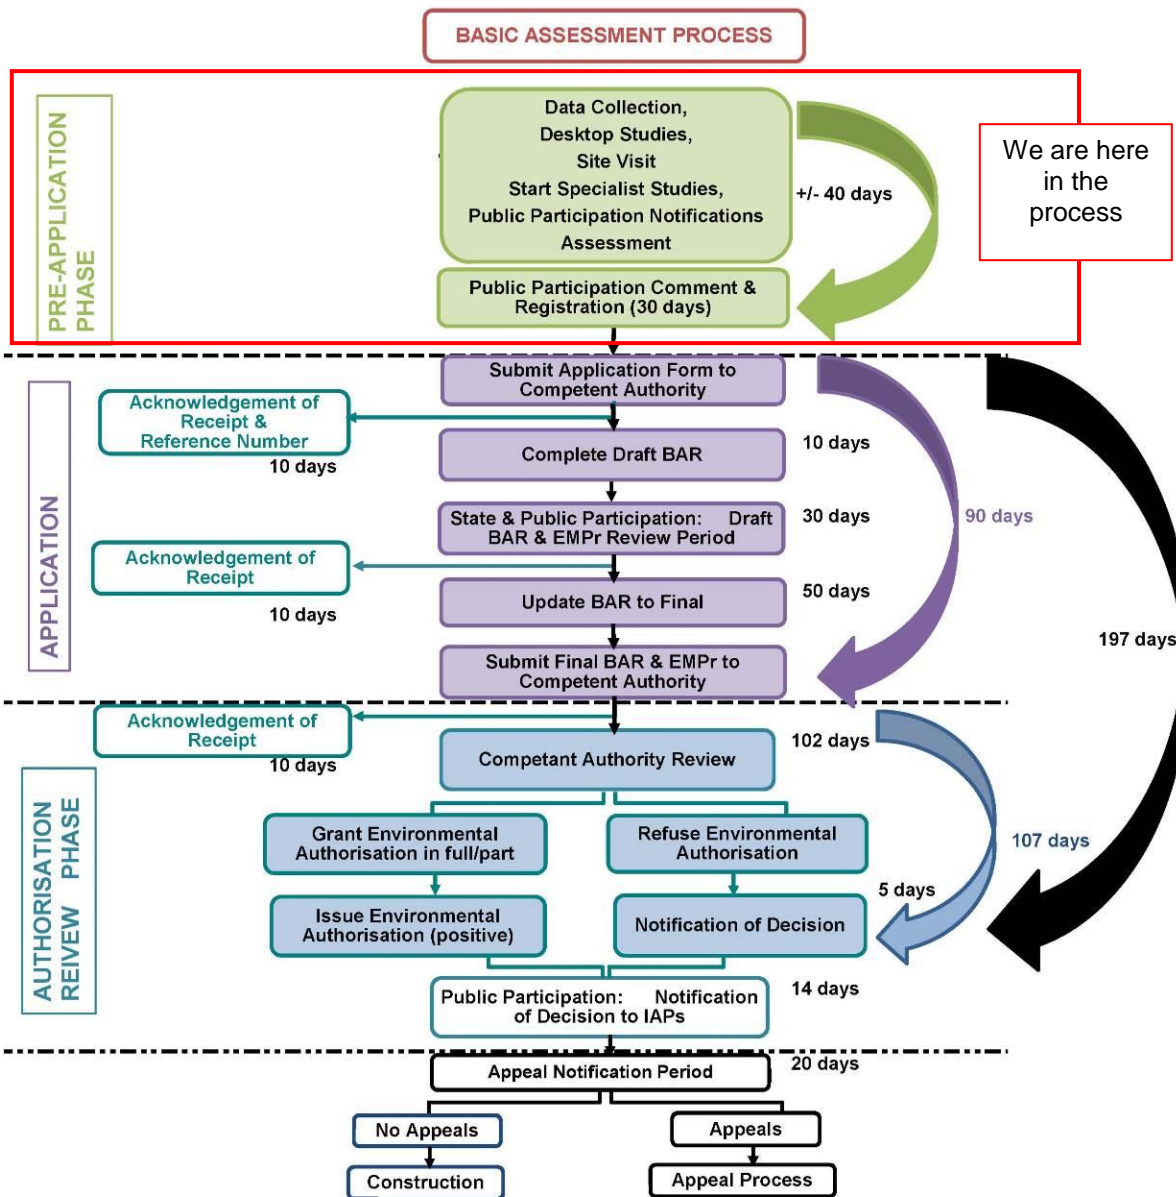 BASIC ASSESSMENT PROCESS
PRE-APPLICATION
PHASE
Data Collection,
Desktop Studies,
Site Visit
Start Specialist Studies,
Public Participation Notifications
Assessment
+/- 40 days
We are here
in the
process
Public Participation Comment &
Registration (30 days)
APPLICATION
Submit Application Form to
Competent Authority
Acknowledgement of
Receipt &
Reference Number
10 days
10 days
Complete Draft BAR
State & Public Participation: Draft
BAR & EMPr Review Period
30 days
90 days
Acknowledgement of
Receipt
10 days
50 days
Update BAR to Final
197 days
Submit Final BAR & EMPr to
Competent Authority
AUTHORISATION
REIVEW PHASE
Acknowledgement of
Receipt
10 days
Competant Authority Review
102 days
Grant Environmental
Authorisation in full/part
Refuse Environmental
Authorisation
107 days
5 days
Issue Environmental
Authorisation (positive)
Notification of Decision
Public Participation: Notification
of Decision to IAPs
14 days
Appeal Notification Period
20 days
No Appeals
Appeals
Construction
Appeal Process